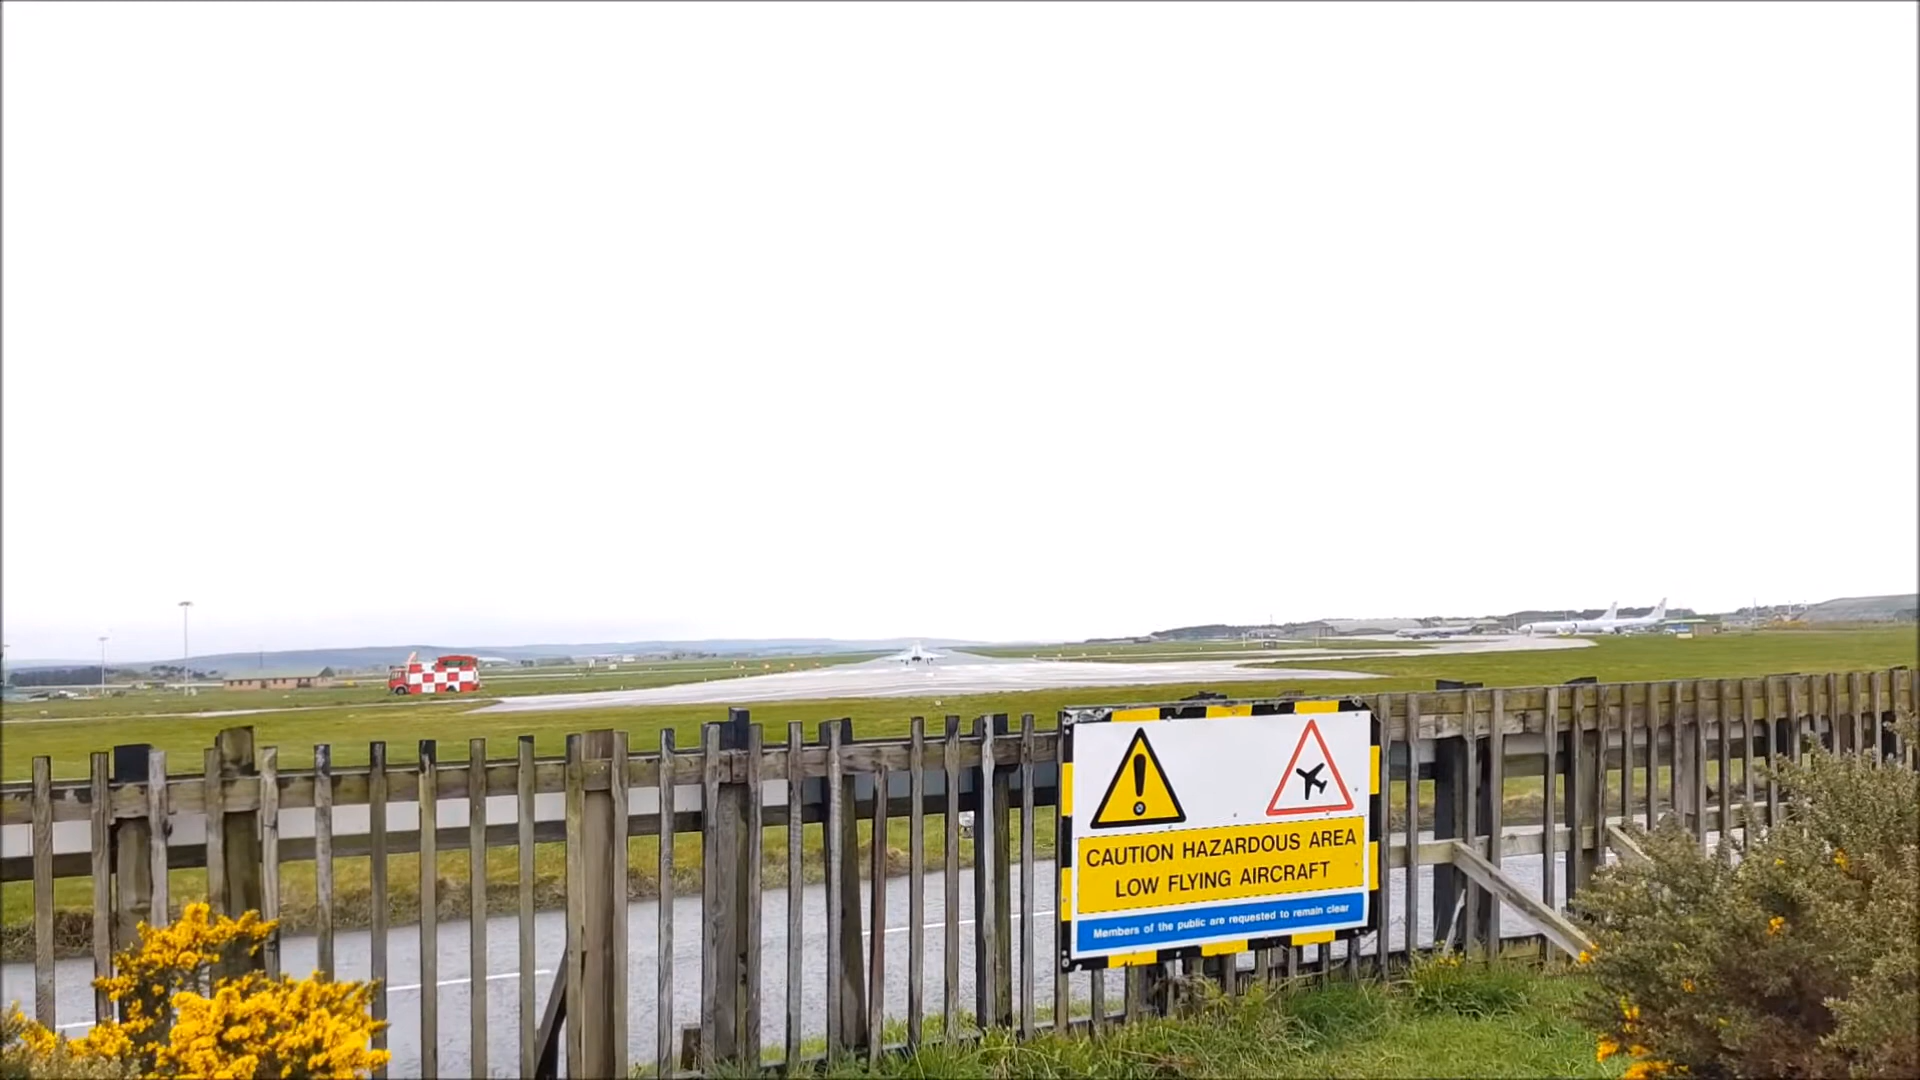 CAUTION HAZARDOUS AREA
LOW FLYING AIRCRAFT
Members of the public are requested to remain clear